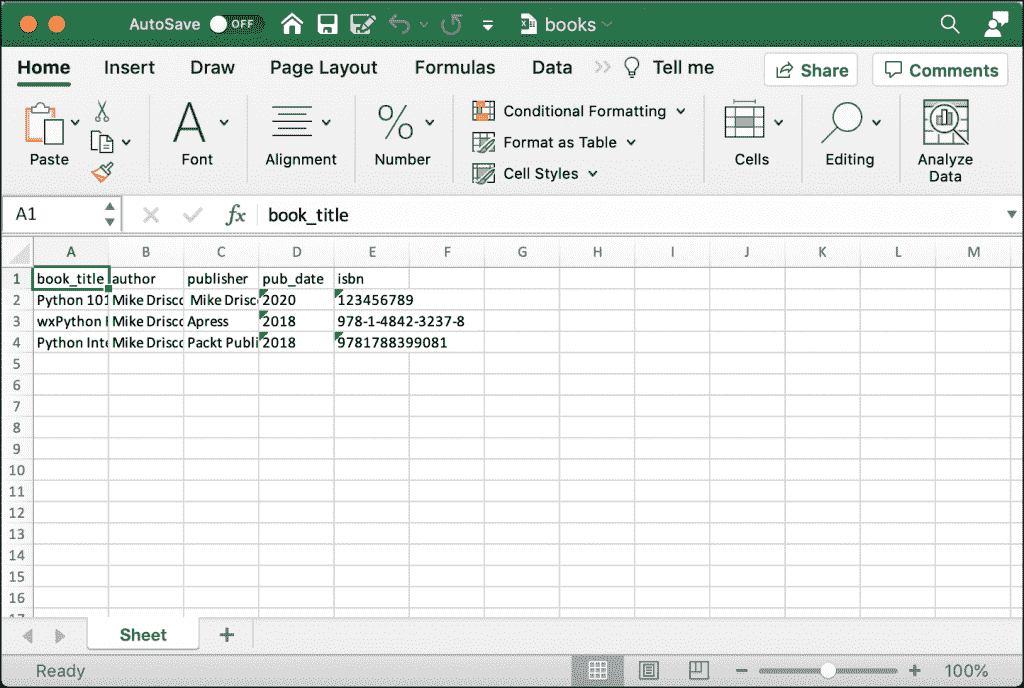 AutoSave OFF books
Home Insert Draw Page Layout Formulas Data Tell me Share Comments
Paste Font Alignment Number Conditional Formatting Format as Table Cell Styles Cells Editing Analyze Data
A1 fx book_title
A B C D E F G H I J K L M
1 book_title author publisher pub_date isbn
2 Python 101 Mike Drisc Mike Drisc 2020 123456789
3 wxPython Mike Drisc Apress 2018 978-1-4842-3237-8
4 Python Inte Mike Drisc Packt Publi 2018 9781788399081
5
6
7
8
9
10
11
12
13
14
15
16
17
Sheet
Ready 100%